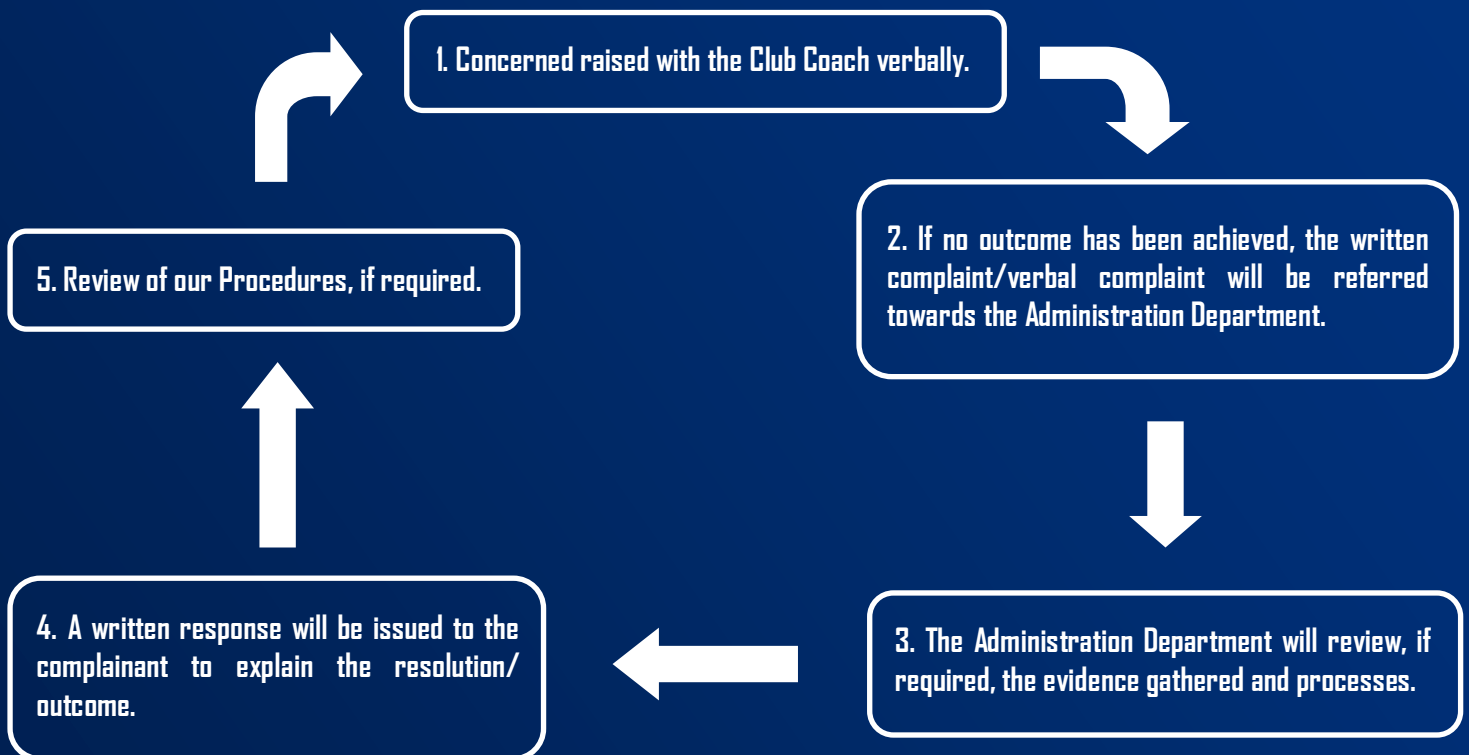 1. Concerned raised with the Club Coach verbally.
2. If no outcome has been achieved, the written
complaint/verbal complaint will be referred
towards the Administration Department.
3. The Administration Department will review, if
required, the evidence gathered and processes.
4. A written response will be issued to the
complainant to explain the resolution/
outcome.
5. Review of our Procedures, if required.